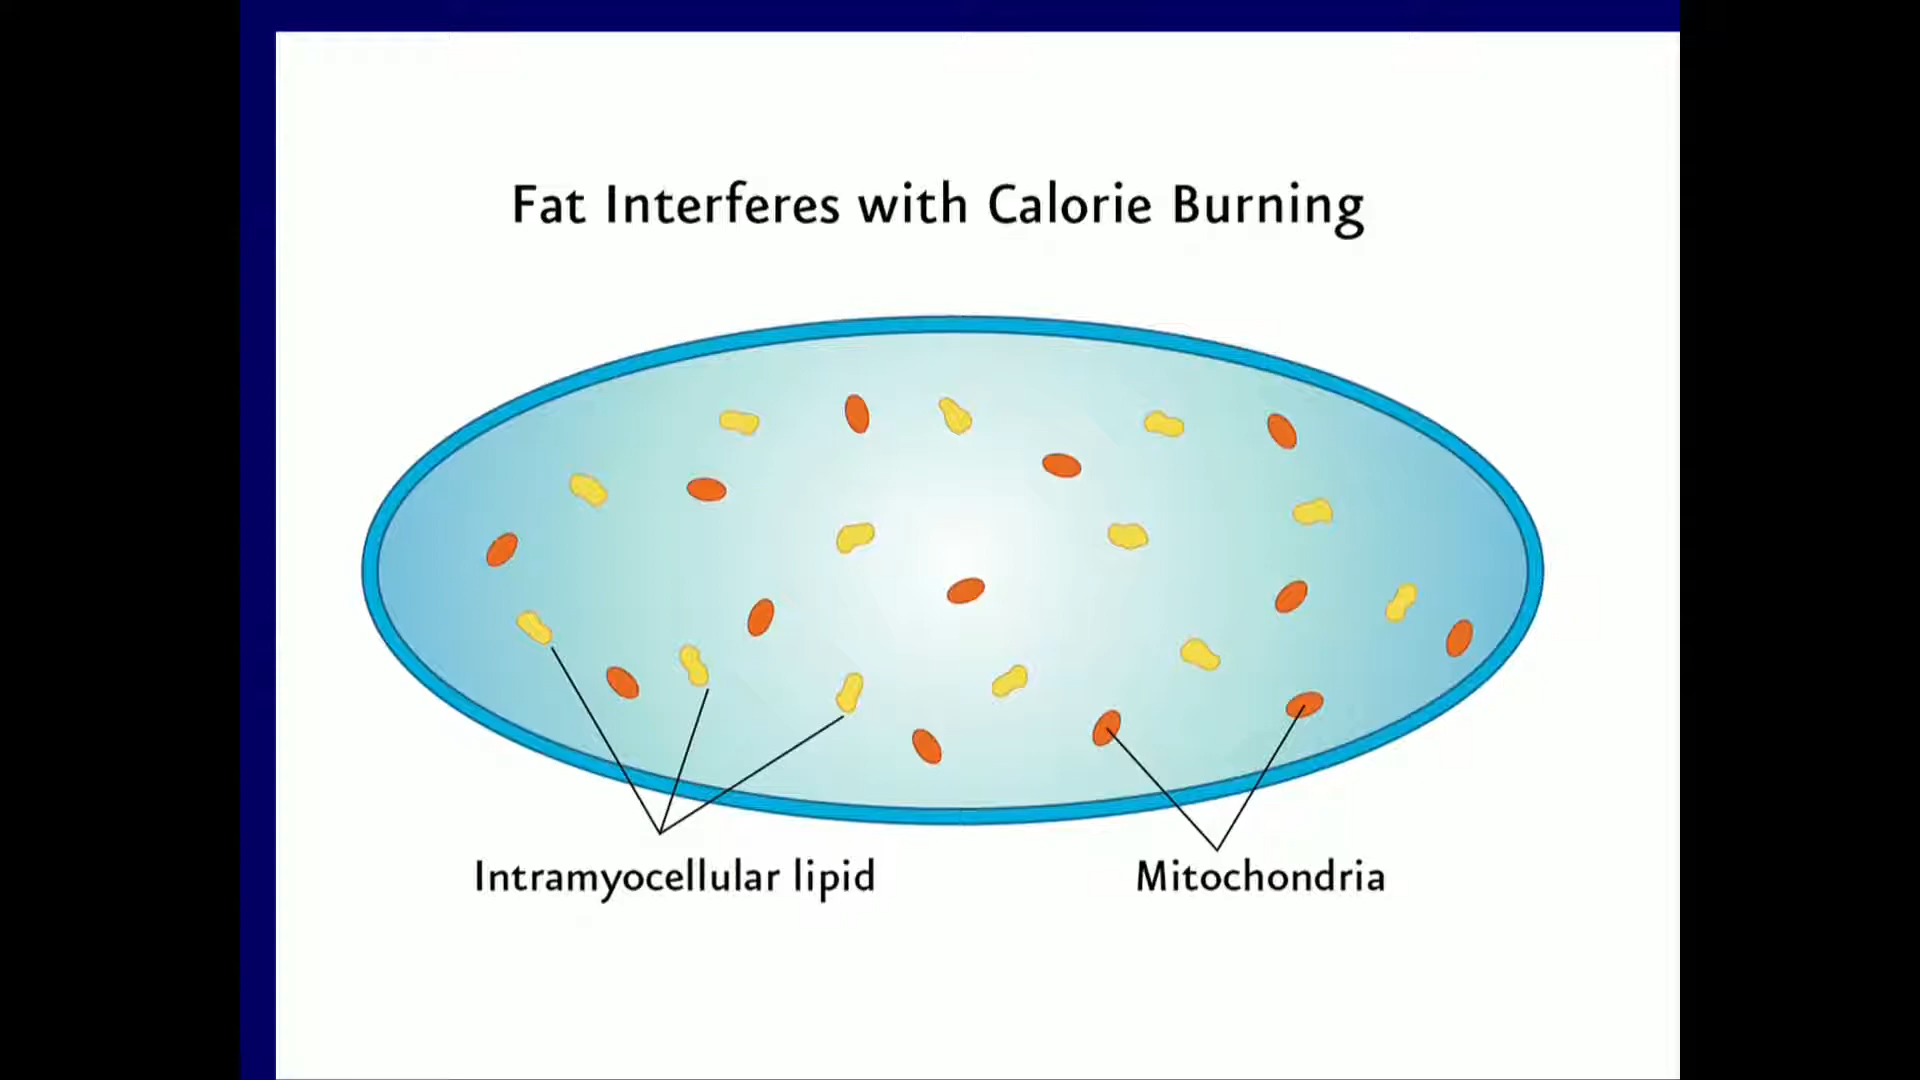 Fat Interferes with Calorie Burning
Intramyocellular lipid
Mitochondria